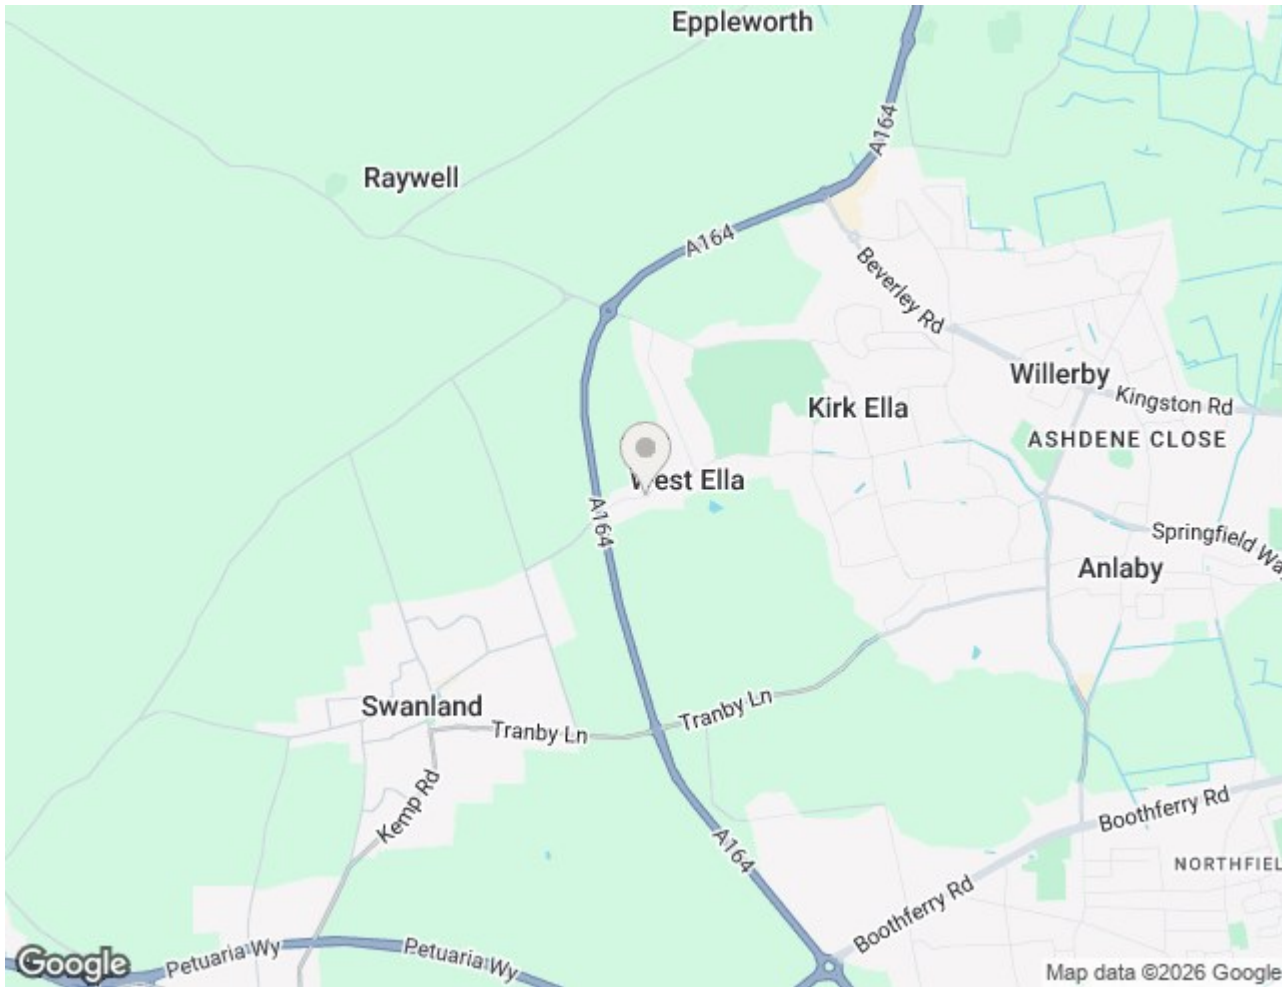 Eppleworth
A164
Raywell
A164
Beverley Rd
Willerby
Kingston Rd
Kirk Ella
ASHDENE CLOSE
West Ella
A164
Springfield Wa
Anlaby
Swanland
Tranby Ln
Tranby Ln
Kemp Rd
Boothferry Rd
A164
NORTHFIEL
Boothferry Rd
Petuaria Wy
Petuaria Wy
Google
Map data ©2026 Google